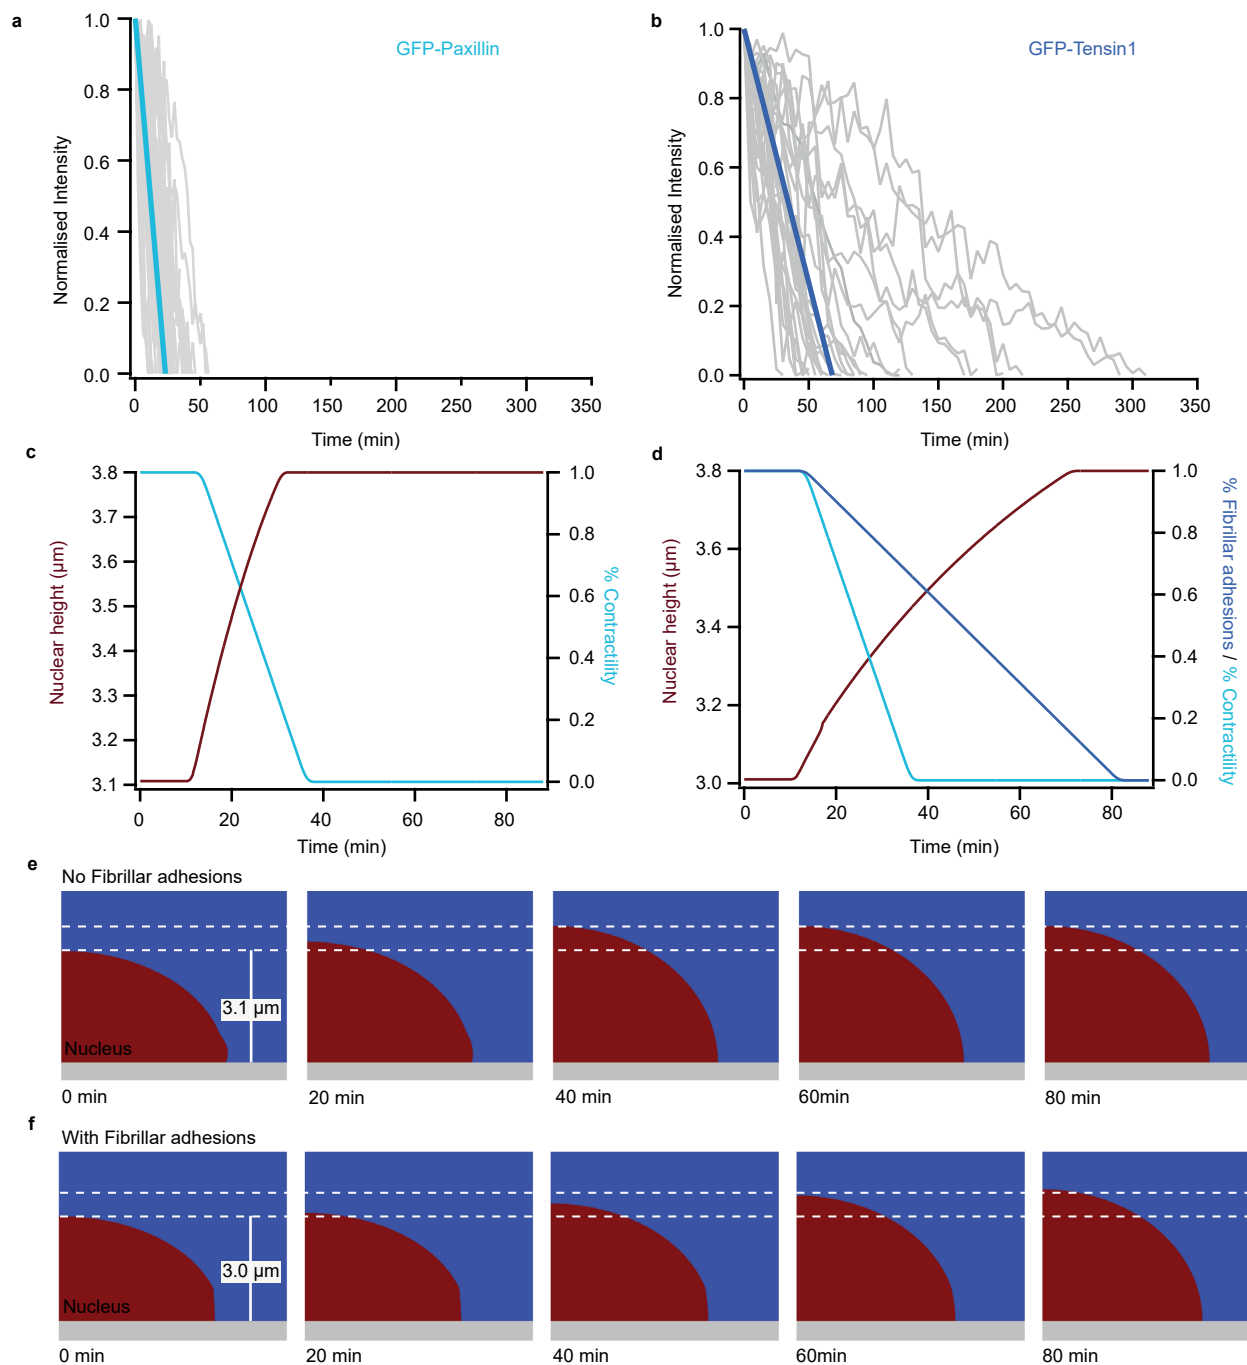 a
GFP-Paxillin
Normalised Intensity
1.0
0.8
0.6
0.4
0.2
0.0
0 50 100 150 200 250 300 350
Time (min)
b
GFP-Tensin1
Normalised Intensity
1.0
0.8
0.6
0.4
0.2
0.0
0 50 100 150 200 250 300 350
Time (min)
c
Nuclear height (µm)
3.8
3.7
3.6
3.5
3.4
3.3
3.2
3.1
1.0
0.8
0.6
0.4
0.2
0.0
% Contractility
0 20 40 60 80
Time (min)
d
Nuclear height (µm)
3.8
3.6
3.4
3.2
3.0
1.0
0.8
0.6
0.4
0.2
0.0
% Fibrillar adhesions / % Contractility
0 20 40 60 80
Time (min)
e
No Fibrillar adhesions
3.1 µm
Nucleus
0 min 20 min 40 min 60min 80 min
f
With Fibrillar adhesions
3.0 µm
Nucleus
0 min 20 min 40 min 60min 80 min